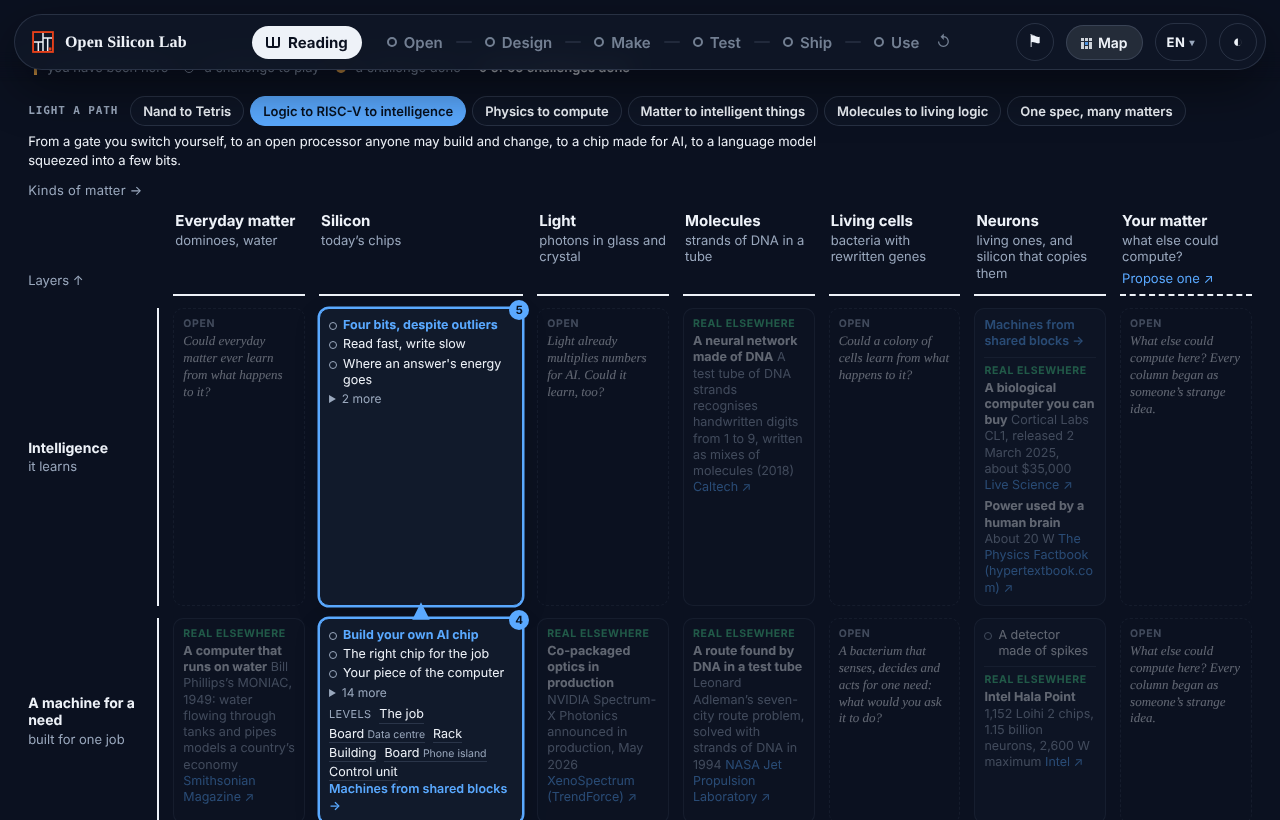 Open Silicon Lab
Reading
Open
Design
Make
Test
Ship
Use
Map
EN
LIGHT A PATH
Nand to Tetris
Logic to RISC-V to intelligence
Physics to compute
Matter to intelligent things
Molecules to living logic
One spec, many matters
From a gate you switch yourself, to an open processor anyone may build and change, to a chip made for AI, to a language model
squeezed into a few bits.
Kinds of matter →
Layers ↑
Everyday matter
dominoes, water
Silicon
today's chips
Light
photons in glass and
crystal
Molecules
strands of DNA in a
tube
Living cells
bacteria with
rewritten genes
Neurons
living ones, and
silicon that copies
them
Your matter
what else could
compute?
Propose one ↗
Intelligence
it learns
OPEN
Could everyday
matter ever learn
from what happens
to it?
5
Four bits, despite outliers
Read fast, write slow
Where an answer's energy
goes
2 more
OPEN
Light already
multiplies numbers
for AI. Could it
learn, too?
REAL ELSEWHERE
A neural network
made of DNA A
test tube of DNA
strands
recognises
handwritten digits
from 1 to 9, written
as mixes of
molecules (2018)
Caltech ↗
OPEN
Could a colony of
cells learn from what
happens to it?
Machines from
shared blocks →
REAL ELSEWHERE
A biological
computer you can
buy Cortical Labs
CL1, released 2
March 2025,
about $35,000
Live Science ↗
Power used by a
human brain
About 20 W The
Physics Factbook
(hypertextbook.co
m) ↗
OPEN
What else could
compute here? Every
column began as
someone's strange
idea.
A machine for a
need
built for one job
REAL ELSEWHERE
A computer that
runs on water Bill
Phillips's MONIAC,
1949: water
flowing through
tanks and pipes
models a country's
economy
Smithsonian
Magazine ↗
4
Build your own AI chip
The right chip for the job
Your piece of the computer
14 more
LEVELS The job
Board Data centre Rack
Building Board Phone island
Control unit
Machines from shared blocks
→
REAL ELSEWHERE
Co-packaged
optics in
production
NVIDIA Spectrum-
X Photonics
announced in
production, May
2026
XenoSpectrum
(TrendForce) ↗
REAL ELSEWHERE
A route found by
DNA in a test tube
Leonard
Adleman's seven-
city route problem,
solved with
strands of DNA in
1994 NASA Jet
Propulsion
Laboratory ↗
OPEN
A bacterium that
senses, decides and
acts for one need:
what would you ask
it to do?
A detector
made of spikes
REAL ELSEWHERE
Intel Hala Point
1,152 Loihi 2 chips,
1.15 billion
neurons, 2,600 W
maximum Intel ↗
OPEN
What else could
compute here? Every
column began as
someone's strange
idea.